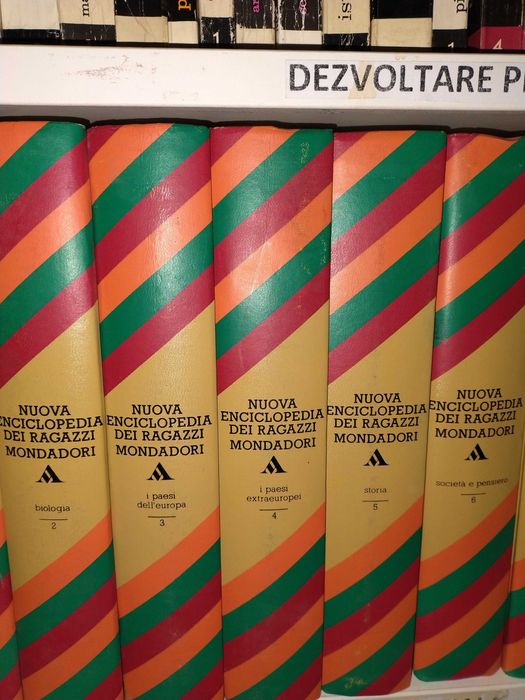 DEZVOLTARE
NUOVA
ENCICLOPEDIA
DEI RAGAZZI
MONDADORI
biologia
2
NUOVA
ENCICLOPEDIA
DEI RAGAZZI
MONDADORI
i paesi
dell'europa
3
NUOVA
ENCICLOPEDIA
DEI RAGAZZI
MONDADORI
i paesi
extraeuropei
4
NUOVA
ENCICLOPEDIA
DEI RAGAZZI
MONDADORI
storia
5
NUOVA
ENCICLOPEDIA
DEI RAGAZZI
MONDADORI
società e pensiero
6